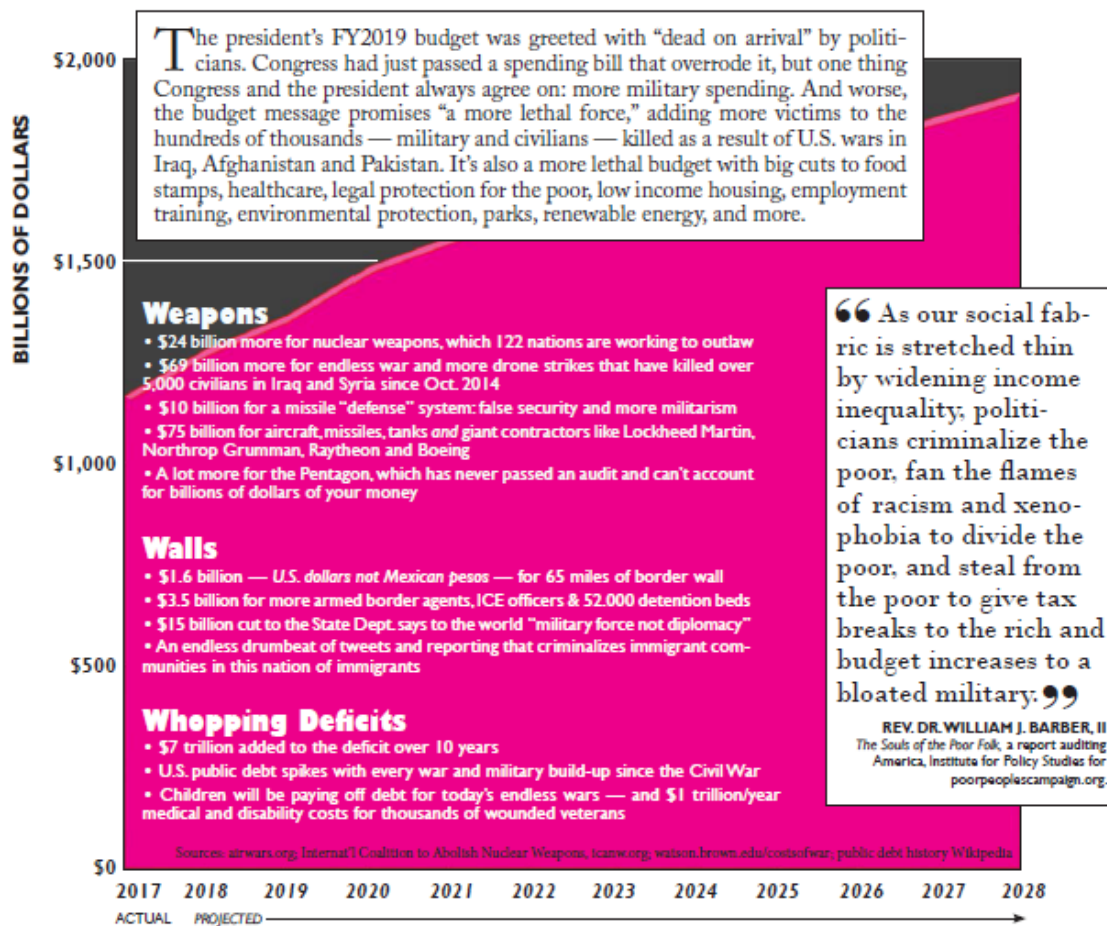 The president's FY2019 budget was greeted with "dead on arrival" by politi-
cians. Congress had just passed a spending bill that overrode it, but one thing
Congress and the president always agree on: more military spending. And worse,
the budget message promises "a more lethal force," adding more victims to the
hundreds of thousands — military and civilians — killed as a result of U.S. wars in
Iraq, Afghanistan and Pakistan. It's also a more lethal budget with big cuts to food
stamps, healthcare, legal protection for the poor, low income housing, employment
training, environmental protection, parks, renewable energy, and more.
BILLIONS OF DOLLARS
$2,000
$1,500
$1,000
$500
$0
Weapons
• $24 billion more for nuclear weapons, which 122 nations are working to outlaw
• $69 billion more for endless war and more drone strikes that have killed over
5,000 civilians in Iraq and Syria since Oct. 2014
• $10 billion for a missile "defense" system: false security and more militarism
• $75 billion for aircraft, missiles, tanks and giant contractors like Lockheed Martin,
Northrop Grumman, Raytheon and Boeing
• A lot more for the Pentagon, which has never passed an audit and can't account
for billions of dollars of your money
Walls
• $1.6 billion — U.S. dollars not Mexican pesos — for 65 miles of border wall
• $3.5 billion for more armed border agents, ICE officers & 52.000 detention beds
• $15 billion cut to the State Dept. says to the world "military force not diplomacy"
• An endless drumbeat of tweets and reporting that criminalizes immigrant com-
munities in this nation of immigrants
Whopping Deficits
• $7 trillion added to the deficit over 10 years
• U.S. public debt spikes with every war and military build-up since the Civil War
• Children will be paying off debt for today's endless wars — and $1 trillion/year
medical and disability costs for thousands of wounded veterans
Sources: airwars.org; Internat'l Coalition to Abolish Nuclear Weapons, icanw.org; watson.brown.edu/costsofwar; public debt history Wikipedia
"As our social fab-
ric is stretched thin
by widening income
inequality, politi-
cians criminalize the
poor, fan the flames
of racism and xeno-
phobia to divide the
poor, and steal from
the poor to give tax
breaks to the rich and
budget increases to a
bloated military."
REV. DR. WILLIAM J. BARBER, II
The Souls of the Poor Folk, a report auditing
America, Institute for Policy Studies for
poorpeoplescampaign.org.
2017 2018 2019 2020 2021 2022 2023 2024 2025 2026 2027 2028
ACTUAL PROJECTED